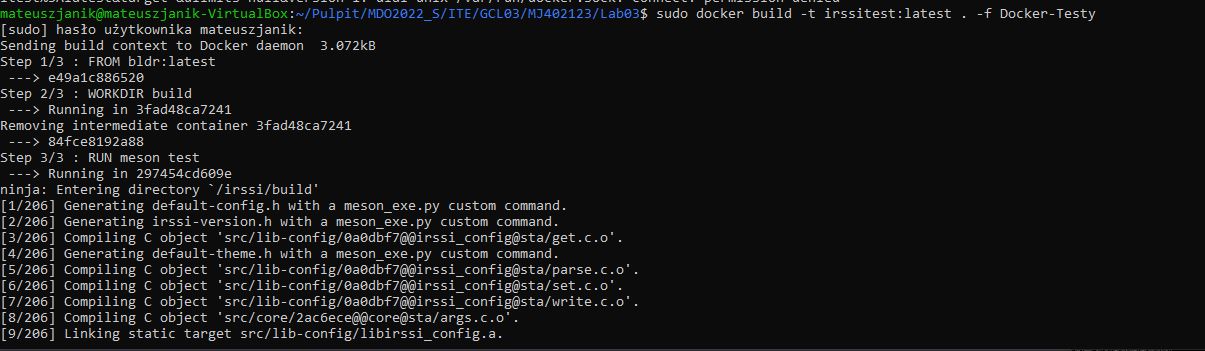 mateuszjanik@mateuszjanik-VirtualBox:~/Pulpit/MDO2022_S/ITE/GCL03/MJ402123/Lab03$ sudo docker build -t irssitest:latest . -f Docker-Testy
[sudo] hasło użytkownika mateuszjanik:
Sending build context to Docker daemon  3.072kB
Step 1/3 : FROM bldr:latest
 ---> e49a1c886520
Step 2/3 : WORKDIR build
 ---> Running in 3fad48ca7241
Removing intermediate container 3fad48ca7241
 ---> 84fce8192a88
Step 3/3 : RUN meson test
 ---> Running in 297454cd609e
ninja: Entering directory `/irssi/build'
[1/206] Generating default-config.h with a meson_exe.py custom command.
[2/206] Generating irssi-version.h with a meson_exe.py custom command.
[3/206] Compiling C object 'src/lib-config/0a0dbf7@@irssi_config@sta/get.c.o'.
[4/206] Generating default-theme.h with a meson_exe.py custom command.
[5/206] Compiling C object 'src/lib-config/0a0dbf7@@irssi_config@sta/parse.c.o'.
[6/206] Compiling C object 'src/lib-config/0a0dbf7@@irssi_config@sta/set.c.o'.
[7/206] Compiling C object 'src/lib-config/0a0dbf7@@irssi_config@sta/write.c.o'.
[8/206] Compiling C object 'src/core/2ac6ece@@core@sta/args.c.o'.
[9/206] Linking static target src/lib-config/libirssi_config.a.